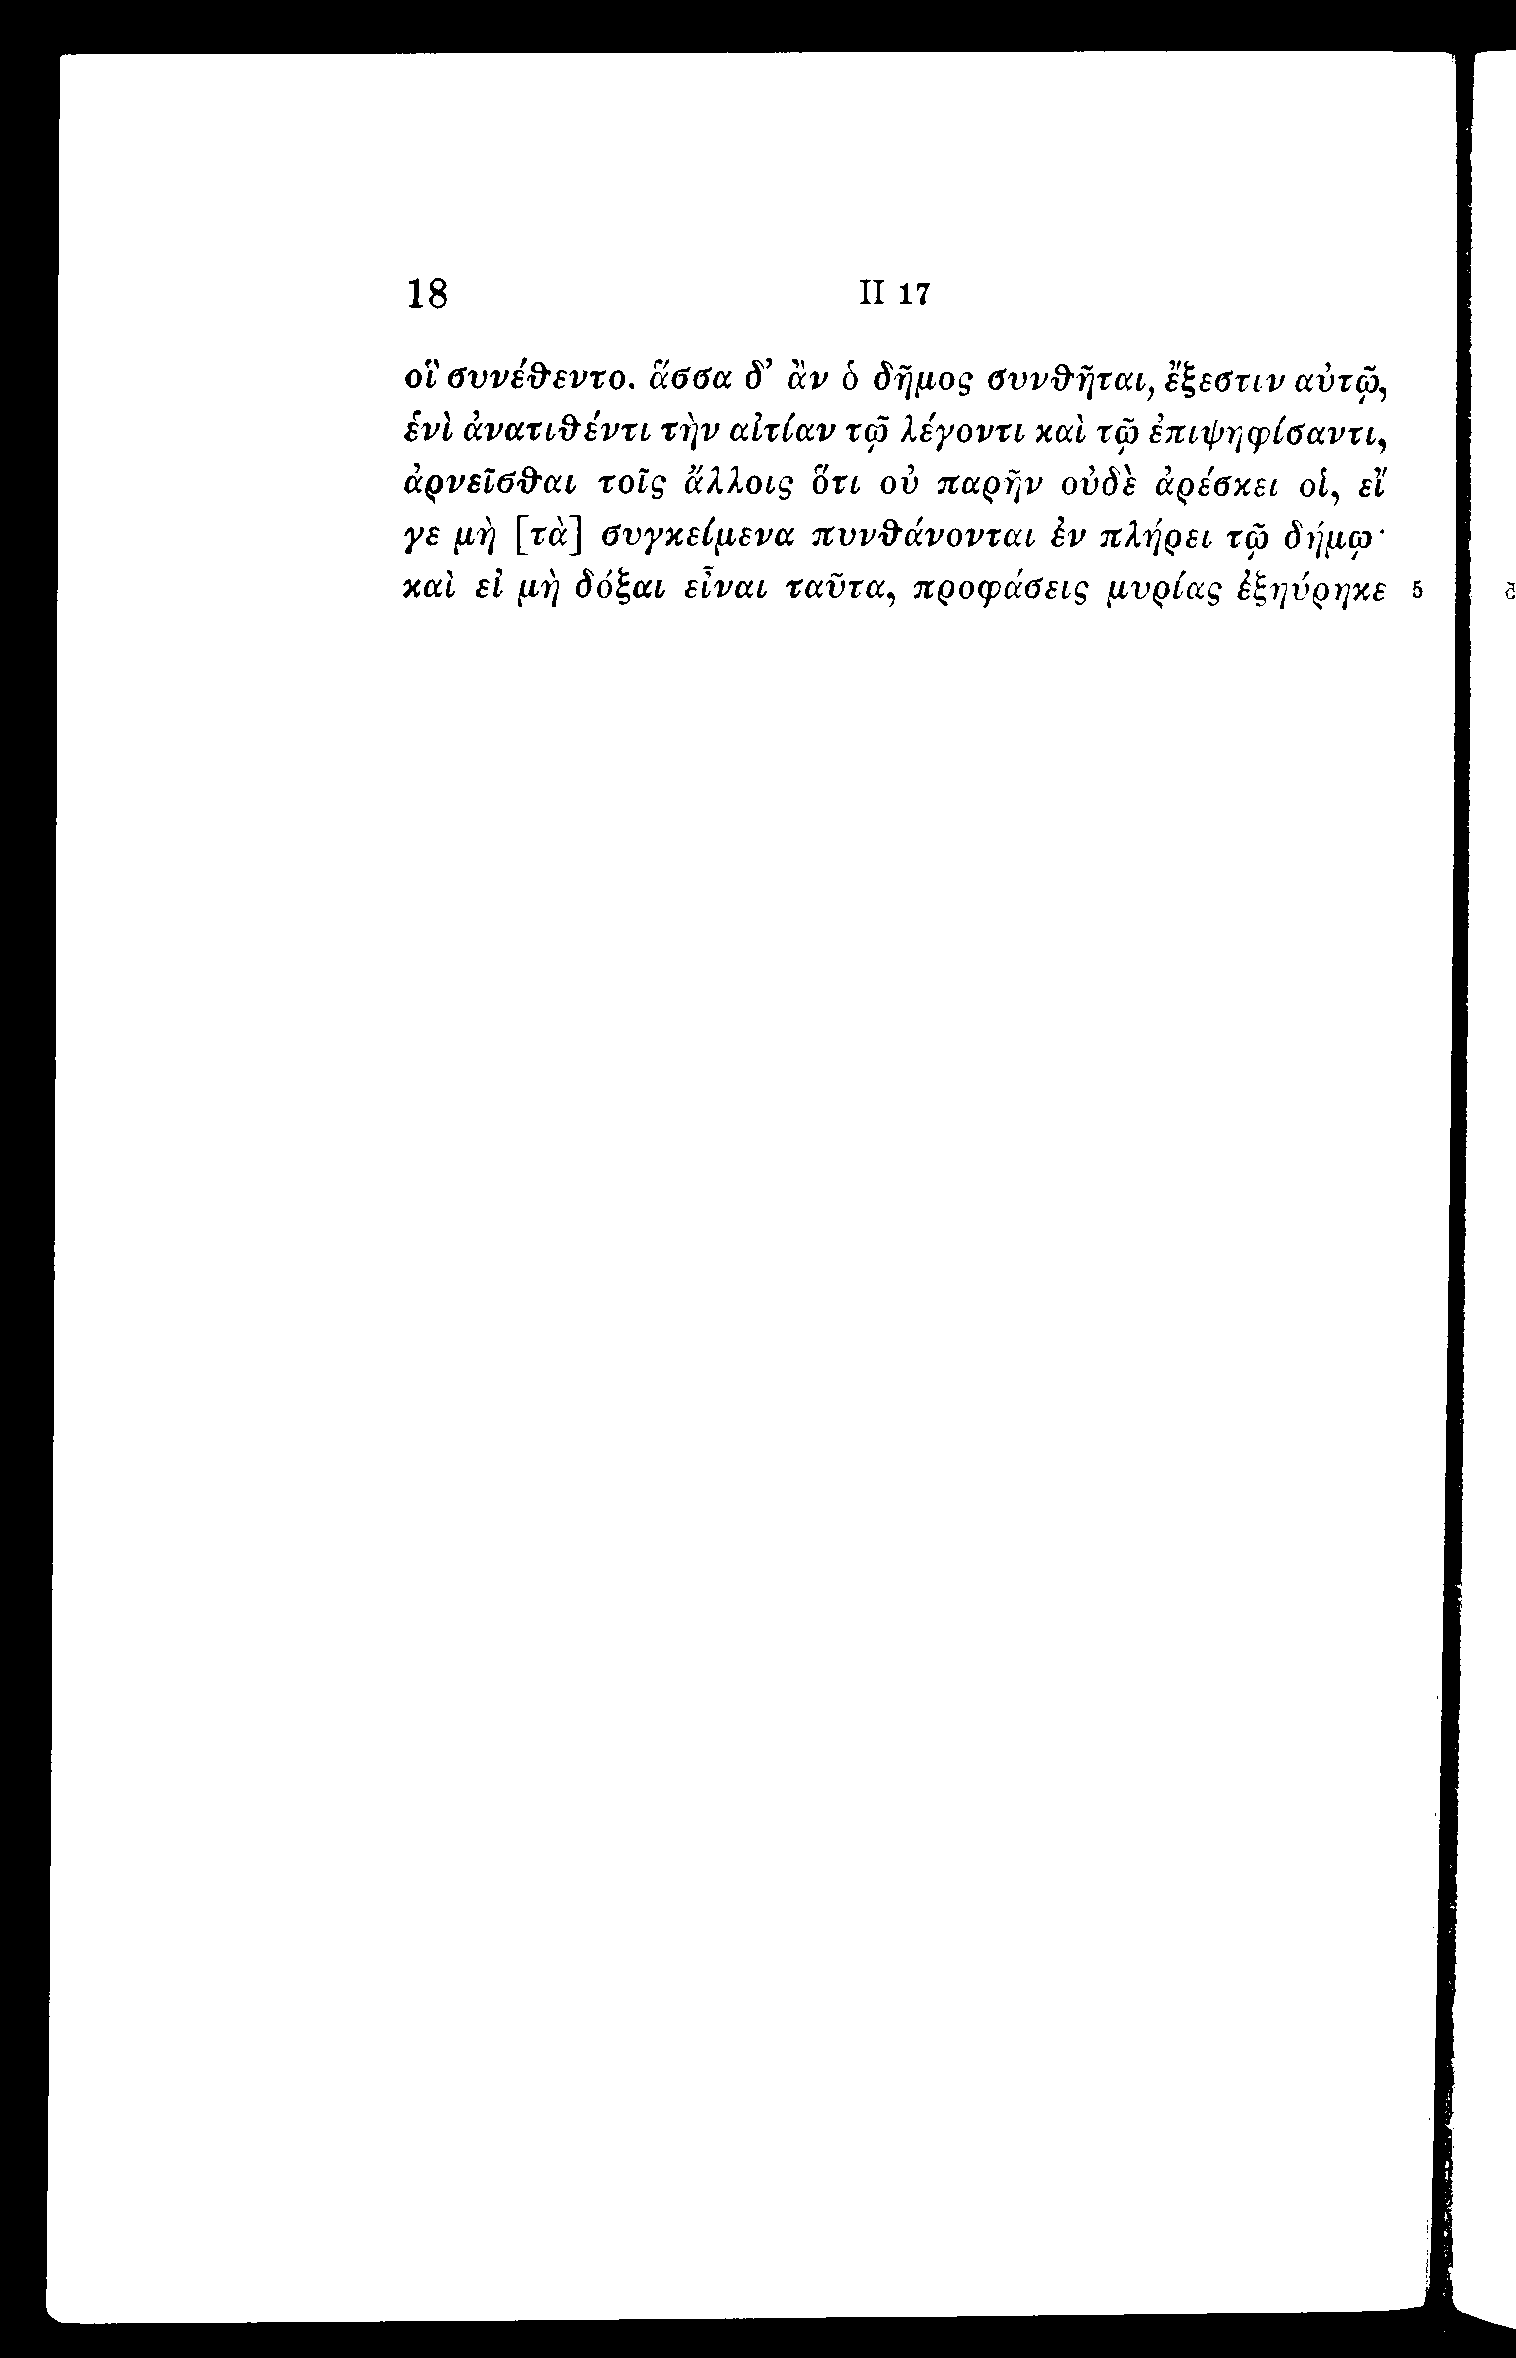 18 II 17
οἳ συνέθεντο. ἅσσα δ’ ἂν ὁ δῆμος συνθῆται, ἔξεστιν αὐτῷ,
ἑνὶ ἀνατιθέντι τὴν αἰτίαν τῷ λέγοντι καὶ τῷ ἐπιψηφίσαντι,
ἀρνεῖσθαι τοῖς ἄλλοις ὅτι οὐ παρῆν οὐδὲ ἀρέσκει οἱ, εἴ
γε μὴ [τὰ] συγκείμενα πυνθάνονται ἐν πλήρει τῷ δήμῳ·
καὶ εἰ μὴ δόξαι εἶναι ταῦτα, προφάσεις μυρίας ἐξηύρηκε 5